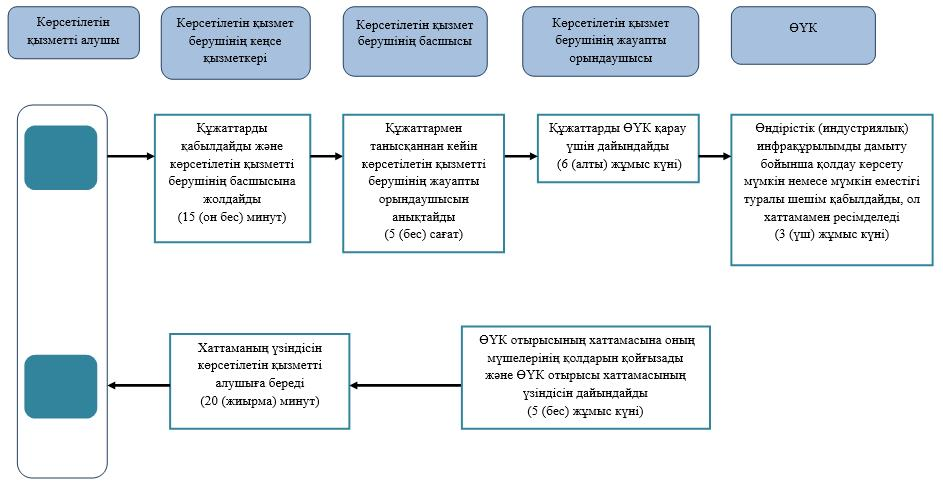 Көрсетілетін
қызметті алушы
Көрсетілетін қызмет
берушінің кеңсе
қызметкері
Көрсетілетін қызмет
берушінің басшысы
Көрсетілетін қызмет
берушінің жауапты
орындаушысы
ӨҮК
Құжаттарды
қабылдайды және
көрсетілетін қызметті
берушінің басшысына
жолдайды
(15 (он бес) минут)
Құжаттармен
танысқаннан кейін
көрсетілетін қызметті
берушінің жауапты
орындаушысын
анықтайды
(5 (бес) сағат)
Құжаттарды ӨҮК қарау
үшін дайындайды
(6 (алты) жұмыс күні)
Өндірістік (индустриялық)
инфрақұрылымды дамыту
бойынша қолдау көрсету
мүмкін немесе мүмкін еместігі
туралы шешім қабылдайды, ол
хаттамамен ресімделеді
(3 (үш) жұмыс күні)
Хаттаманың үзіндісін
көрсетілетін қызметті
алушыға береді
(20 (жиырма) минут)
ӨҮК отырысының хаттамасына оның
мүшелерінің қолдарын қойғызады
және ӨҮК отырысы хаттамасының
үзіндісін дайындайды
(5 (бес) жұмыс күні)